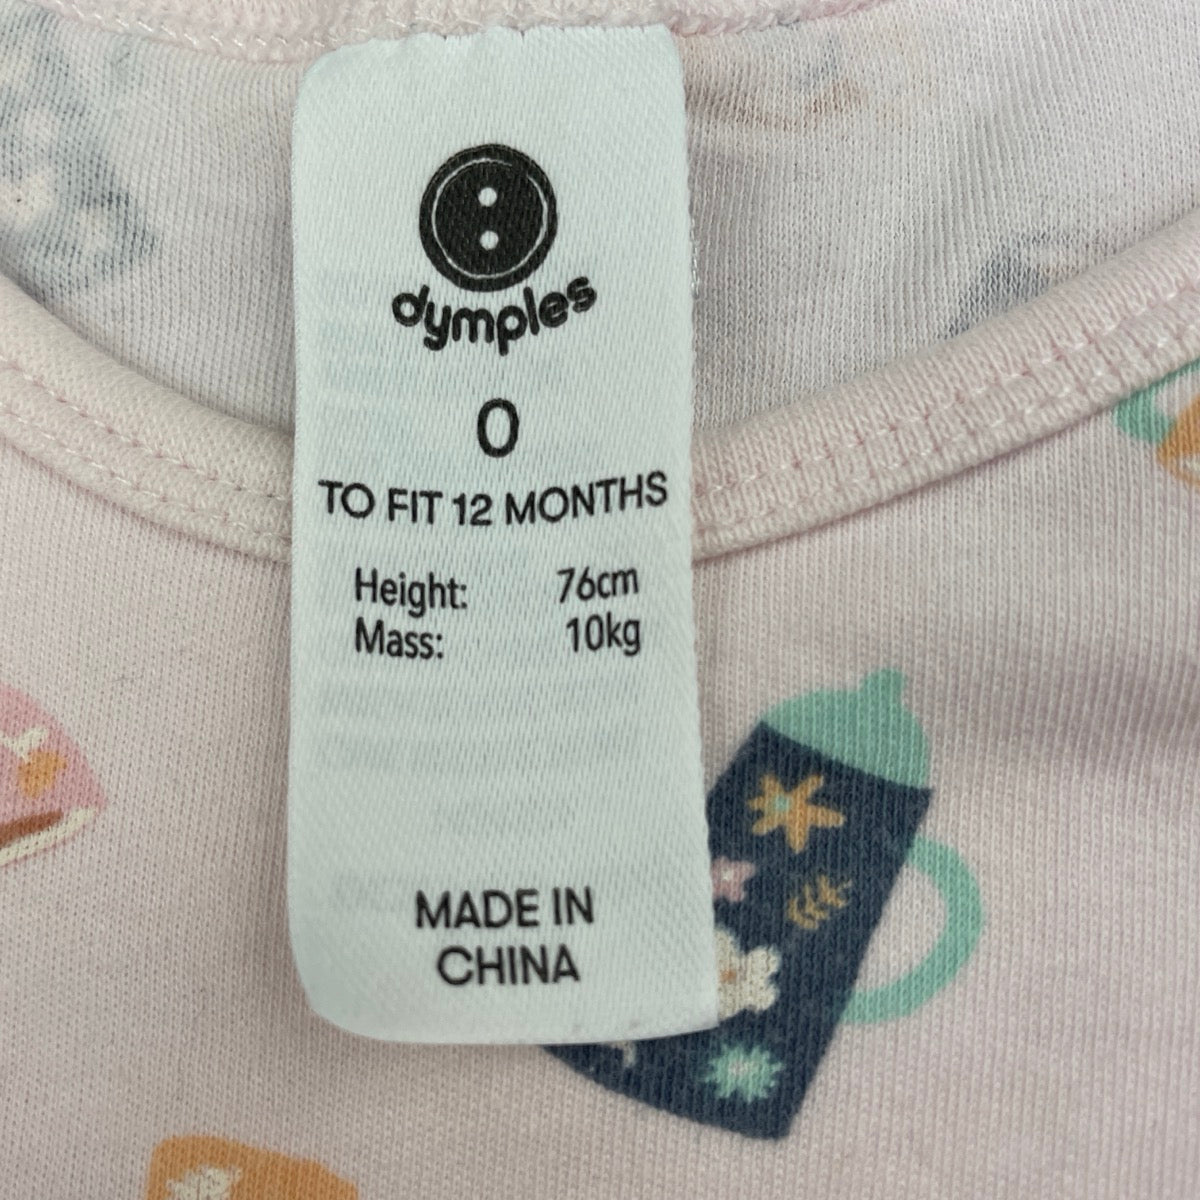 dymples
0
TO FIT 12 MONTHS
Height: 76cm
Mass: 10kg
MADE IN
CHINA